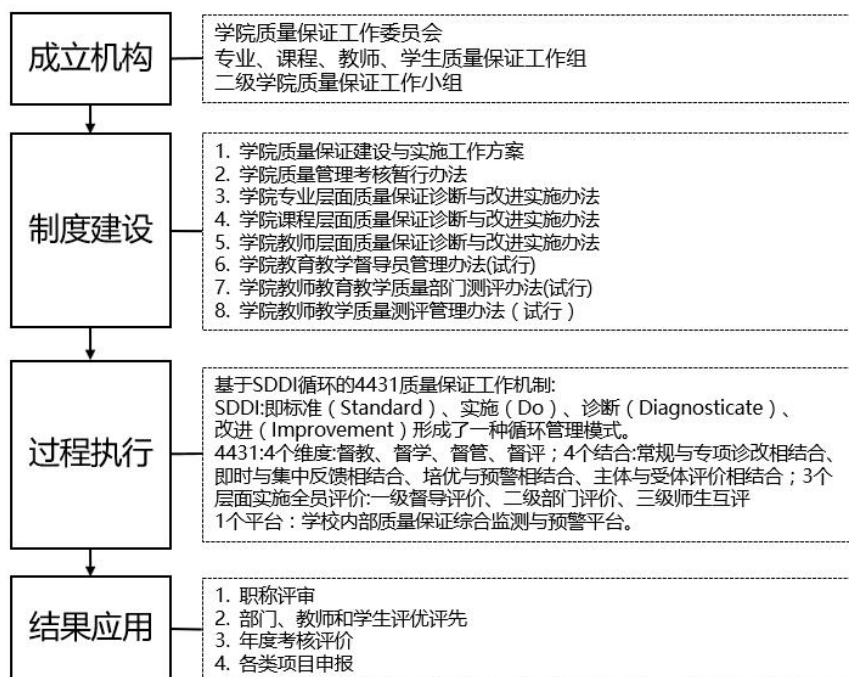 成立机构
学院质量保证工作委员会
专业、课程、教师、学生质量保证工作组
二级学院质量保证工作小组
制度建设
1. 学院质量保证建设与实施工作方案
2. 学院质量管理考核暂行办法
3. 学院专业层面质量保证诊断与改进实施办法
4. 学院课程层面质量保证诊断与改进实施办法
5. 学院教师层面质量保证诊断与改进实施办法
6. 学院教育教学督导员管理办法(试行)
7. 学院教师教育教学质量部门测评办法(试行)
8. 学院教师教学质量测评管理办法（试行）
过程执行
基于SDDI循环的4431质量保证工作机制:
SDDI:即标准（Standard）、实施（Do）、诊断（Diagnosticate）、
改进（Improvement）形成了一种循环管理模式。
4431:4个维度:督教、督学、督管、督评；4个结合:常规与专项诊改相结合、
即时与集中反馈相结合、培优与预警相结合、主体与受体评价相结合；3个
层面实施全员评价:一级督导评价、二级部门评价、三级师生互评
1个平台：学校内部质量保证综合监测与预警平台。
结果应用
1. 职称评审
2. 部门、教师和学生评优评先
3. 年度考核评价
4. 各类项目申报